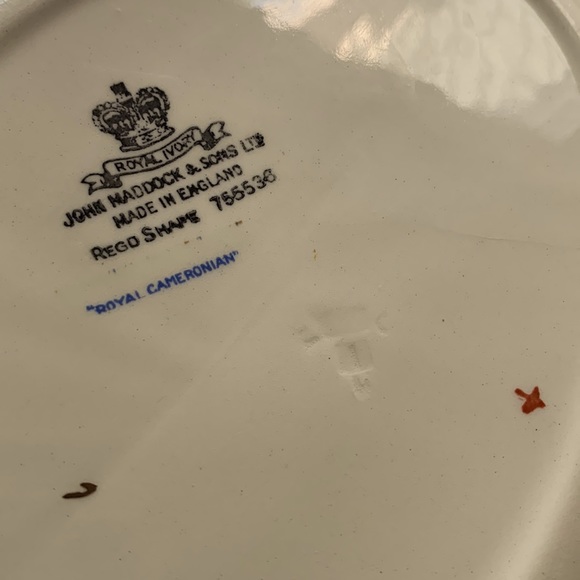 ROYAL IVORY
JOHN MADDOCK & SONS LTD
MADE IN ENGLAND
REGD SHAPE 755536
"ROYAL CAMERONIAN"